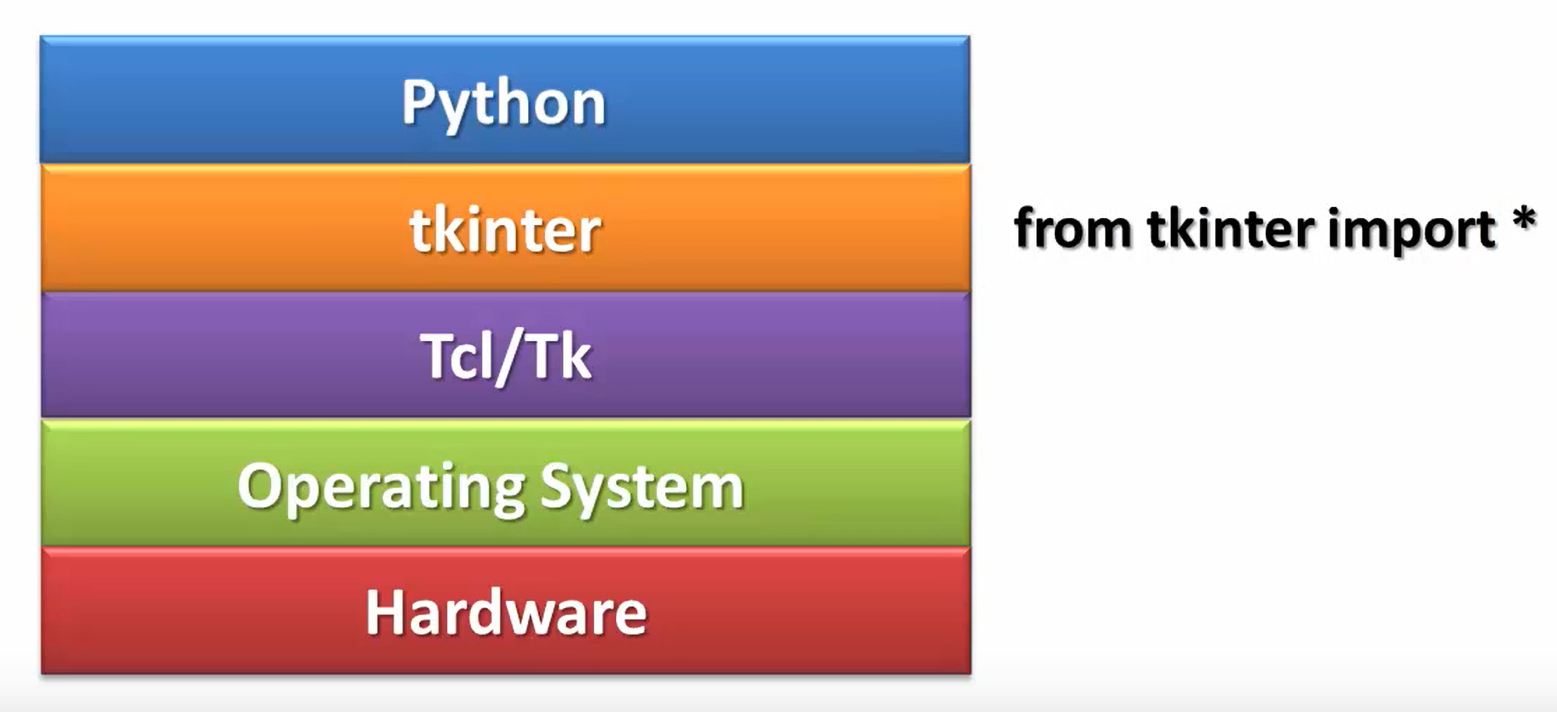 Python
tkinter
from tkinter import *
Tcl/Tk
Operating System
Hardware